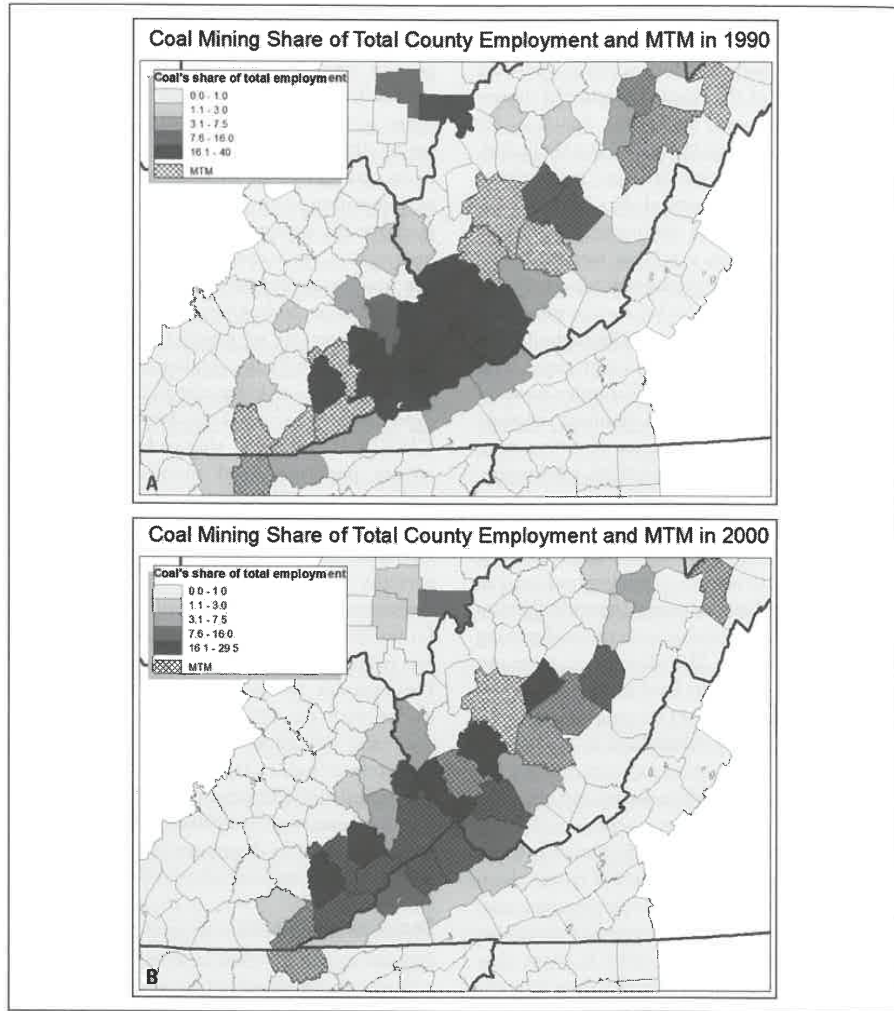 Coal Mining Share of Total County Employment and MTM in 1990
Coal's share of total employment
0.0 - 1.0
1.1 - 3.0
3.1 - 7.5
7.6 - 16.0
16.1 - 40
MTM
A
Coal Mining Share of Total County Employment and MTM in 2000
Coal's share of total employment
0.0 - 1.0
1.1 - 3.0
3.1 - 7.5
7.6 - 16.0
16.1 - 29.5
MTM
B